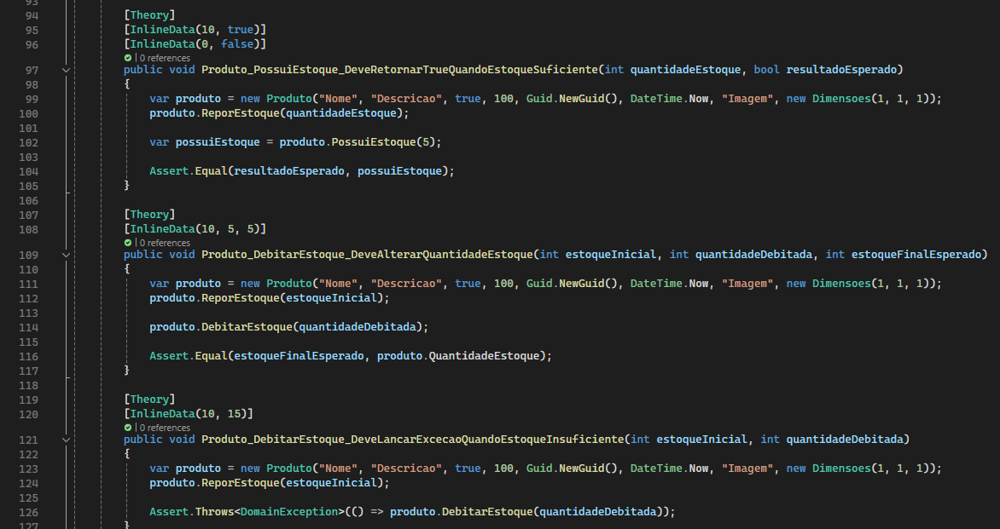 93
94 [Theory]
95 [InlineData(10, true)]
96 [InlineData(0, false)]
| 0 references
97 public void Produto_PossuiEstoque_DeveRetornarTrueQuandoEstoqueSuficiente(int quantidadeEstoque, bool resultadoEsperado)
98 {
99 var produto = new Produto("Nome", "Descricao", true, 100, Guid.NewGuid(), DateTime.Now, "Imagem", new Dimensoes(1, 1, 1));
100 produto.ReporEstoque(quantidadeEstoque);
101
102 var possuiEstoque = produto.PossuiEstoque(5);
103
104 Assert.Equal(resultadoEsperado, possuiEstoque);
105 }
106
107 [Theory]
108 [InlineData(10, 5, 5)]
| 0 references
109 public void Produto_DebitarEstoque_DeveAlterarQuantidadeEstoque(int estoqueInicial, int quantidadeDebitada, int estoqueFinalEsperado)
110 {
111 var produto = new Produto("Nome", "Descricao", true, 100, Guid.NewGuid(), DateTime.Now, "Imagem", new Dimensoes(1, 1, 1));
112 produto.ReporEstoque(estoqueInicial);
113
114 produto.DebitarEstoque(quantidadeDebitada);
115
116 Assert.Equal(estoqueFinalEsperado, produto.QuantidadeEstoque);
117 }
118
119 [Theory]
120 [InlineData(10, 15)]
| 0 references
121 public void Produto_DebitarEstoque_DeveLancarExcecaoQuandoEstoqueInsuficiente(int estoqueInicial, int quantidadeDebitada)
122 {
123 var produto = new Produto("Nome", "Descricao", true, 100, Guid.NewGuid(), DateTime.Now, "Imagem", new Dimensoes(1, 1, 1));
124 produto.ReporEstoque(estoqueInicial);
125
126 Assert.Throws<DomainException>(() => produto.DebitarEstoque(quantidadeDebitada));
127 }